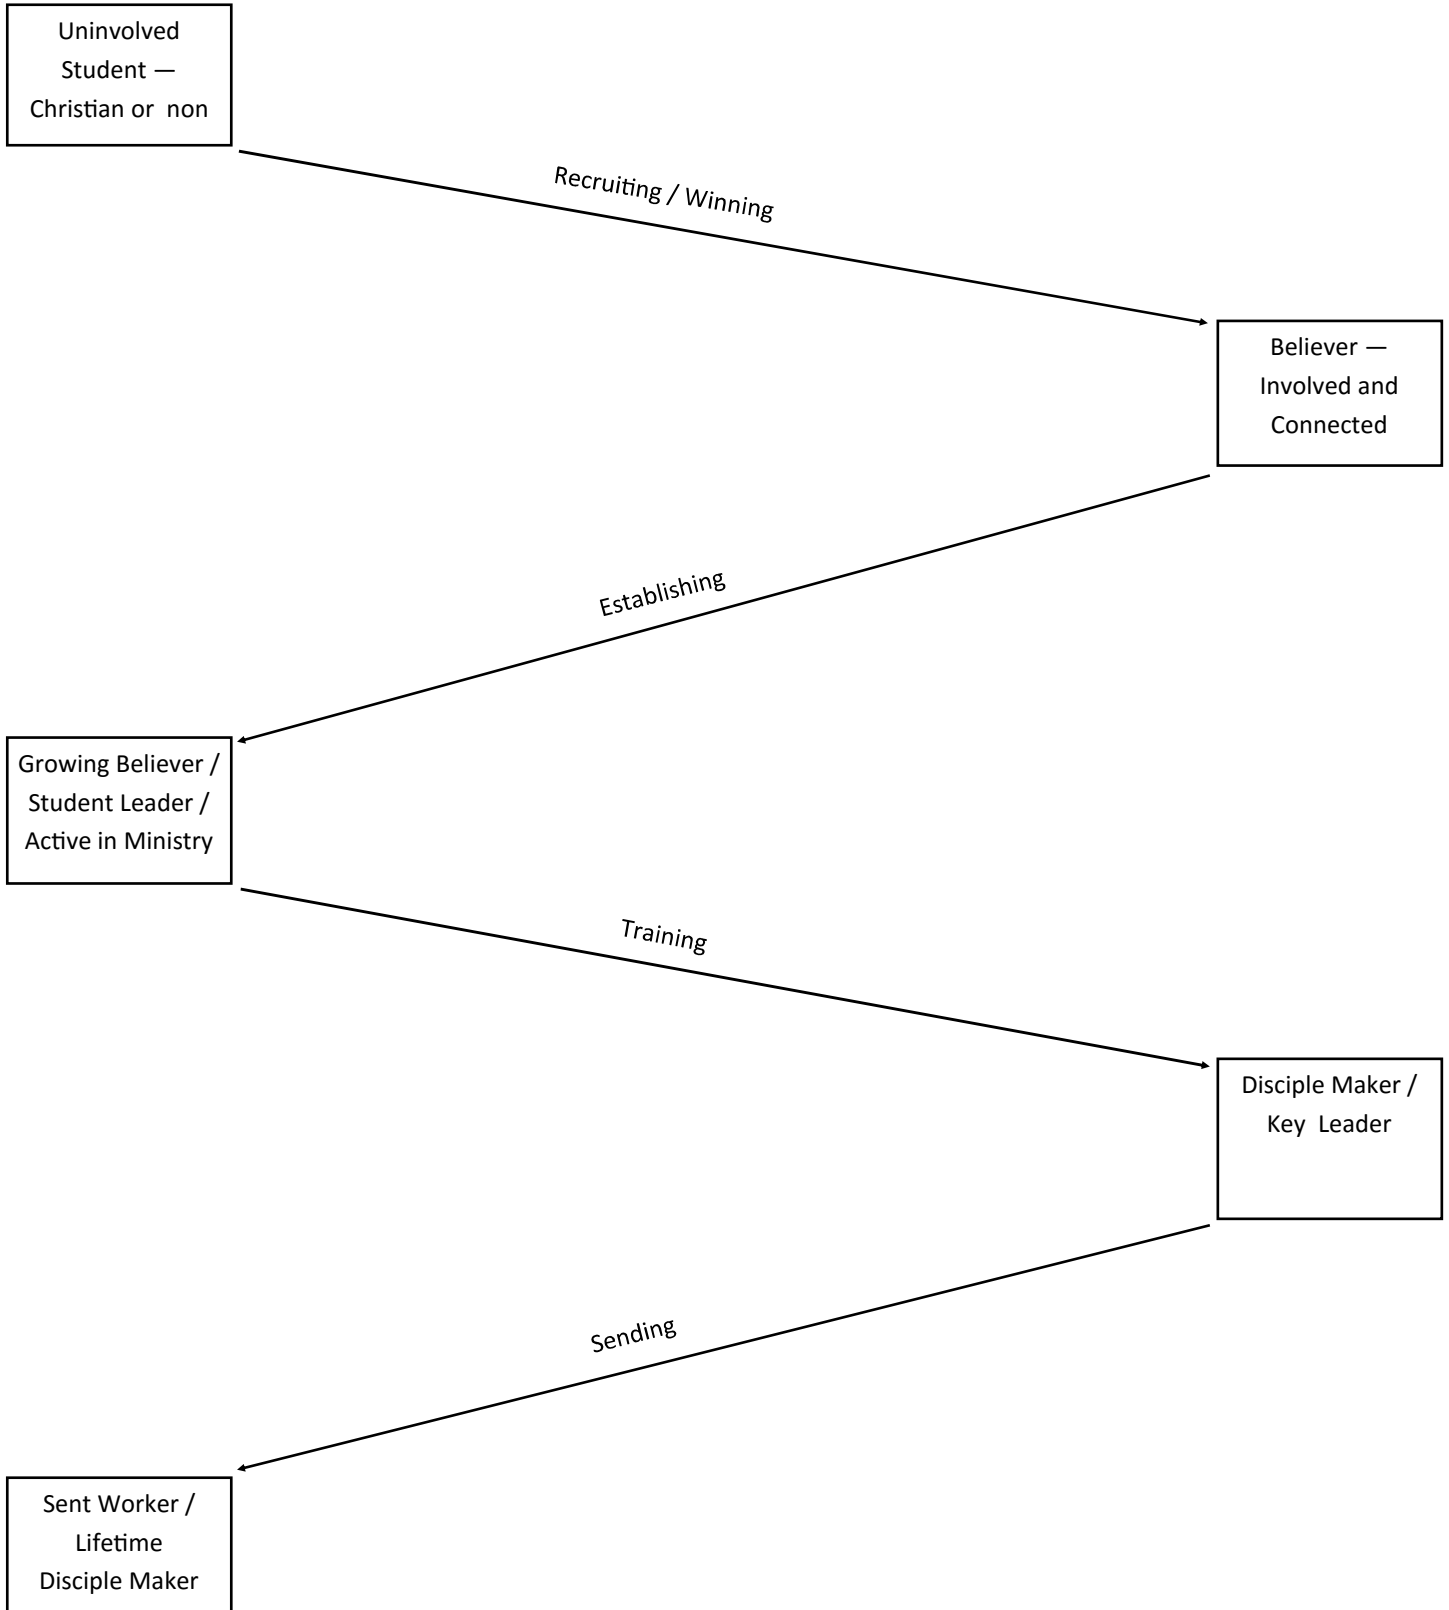 Uninvolved
Student —
Christian or  non
Recruiting / Winning
Believer —
Involved and
Connected
Establishing
Growing Believer /
Student Leader /
Active in Ministry
Training
Disciple Maker /
Key  Leader
Sending
Sent Worker /
Lifetime
Disciple Maker